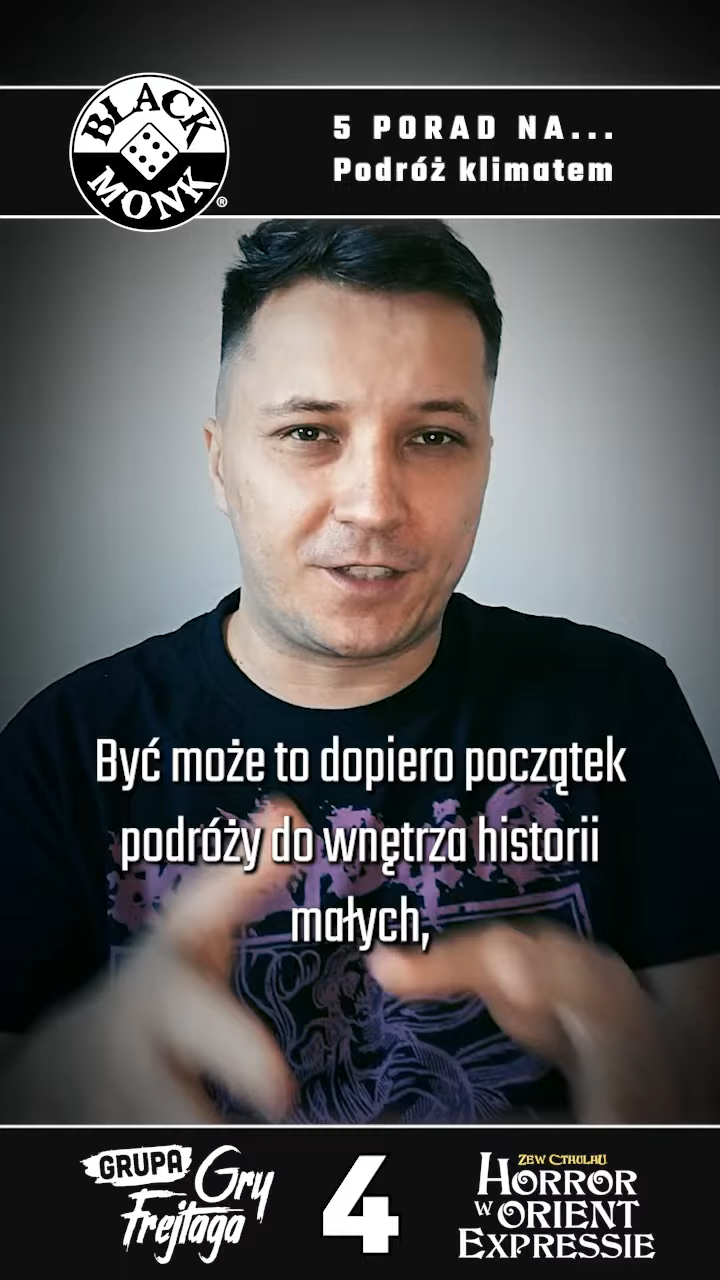 BLACK
MONK
®
5 PORAD NA...
Podróż klimatem
Być może to dopiero początek
podróży do wnętrza historii
małych,
GRUPA
Gry
Frejtaga
4
ZEW CTHULHU
HORROR
W ORIENT
EXPRESSIE